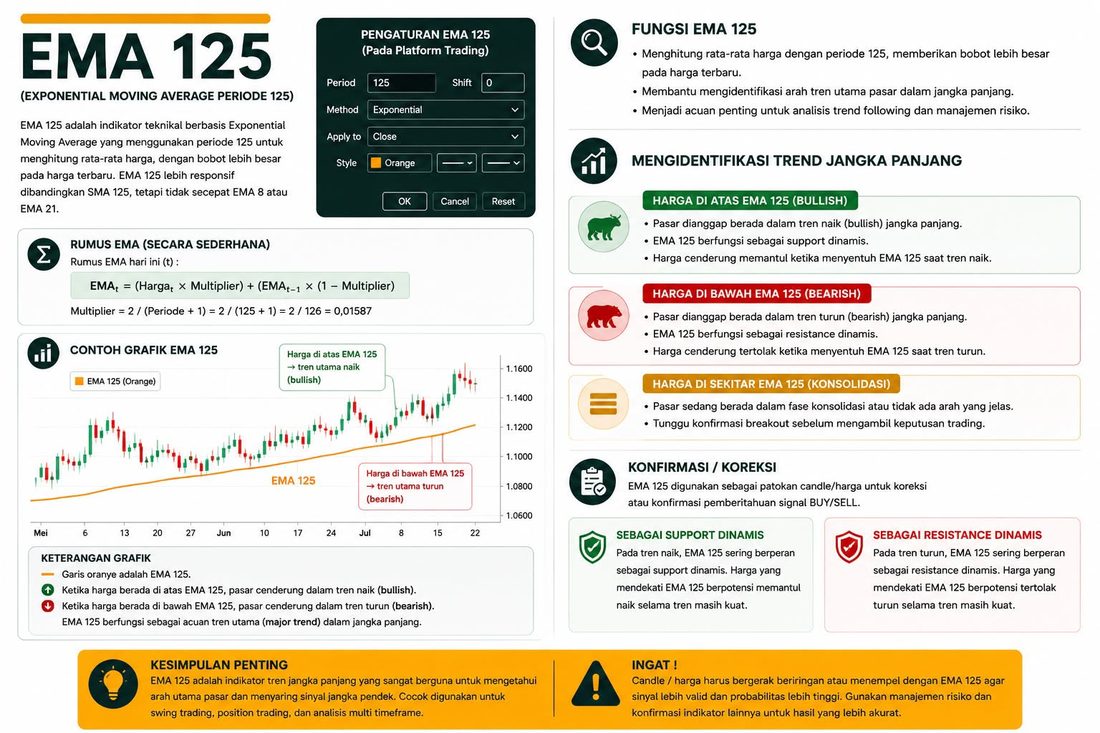 EMA 125
(EXPONENTIAL MOVING AVERAGE PERIODE 125)
EMA 125 adalah indikator teknikal berbasis Exponential
Moving Average yang menggunakan periode 125 untuk
menghitung rata-rata harga, dengan bobot lebih besar
pada harga terbaru. EMA 125 lebih responsif
dibandingkan SMA 125, tetapi tidak secepat EMA 8 atau
EMA 21.
PENGATURAN EMA 125
(Pada Platform Trading)
Period 125 Shift 0
Method Exponential
Apply to Close
Style Orange
OK Cancel Reset
Σ
RUMUS EMA (SECARA SEDERHANA)
Rumus EMA hari ini (t) :
EMAₜ = (Hargaₜ × Multiplier) + (EMAₜ₋₁ × (1 − Multiplier)
Multiplier = 2 / (Periode + 1) = 2 / (125 + 1) = 2 / 126 = 0,01587
CONTOH GRAFIK EMA 125
EMA 125 (Orange)
Harga di atas EMA 125
→ tren utama naik
(bullish)
EMA 125
Harga di bawah EMA 125
→ tren utama turun
(bearish)
1.1600
1.1400
1.1200
1.1000
1.0800
1.0600
Mei 6 13 20 27 Jun 10 17 24 Jul 8 15 22
KETERANGAN GRAFIK
Garis oranye adalah EMA 125.
Ketika harga berada di atas EMA 125, pasar cenderung dalam tren naik (bullish).
Ketika harga berada di bawah EMA 125, pasar cenderung dalam tren turun (bearish).
EMA 125 berfungsi sebagai acuan tren utama (major trend) dalam jangka panjang.
FUNGSI EMA 125
• Menghitung rata-rata harga dengan periode 125, memberikan bobot lebih besar
pada harga terbaru.
• Membantu mengidentifikasi arah tren utama pasar dalam jangka panjang.
• Menjadi acuan penting untuk analisis trend following dan manajemen risiko.
MENGIDENTIFIKASI TREND JANGKA PANJANG
HARGA DI ATAS EMA 125 (BULLISH)
• Pasar dianggap berada dalam tren naik (bullish) jangka panjang.
• EMA 125 berfungsi sebagai support dinamis.
• Harga cenderung memantul ketika menyentuh EMA 125 saat tren naik.
HARGA DI BAWAH EMA 125 (BEARISH)
• Pasar dianggap berada dalam tren turun (bearish) jangka panjang.
• EMA 125 berfungsi sebagai resistance dinamis.
• Harga cenderung tertolak ketika menyentuh EMA 125 saat tren turun.
HARGA DI SEKITAR EMA 125 (KONSOLIDASI)
• Pasar sedang berada dalam fase konsolidasi atau tidak ada arah yang jelas.
• Tunggu konfirmasi breakout sebelum mengambil keputusan trading.
KONFIRMASI / KOREKSI
EMA 125 digunakan sebagai patokan candle/harga untuk koreksi
atau konfirmasi pemberitahuan signal BUY/SELL.
SEBAGAI SUPPORT DINAMIS
Pada tren naik, EMA 125 sering berperan
sebagai support dinamis. Harga yang
mendekati EMA 125 berpotensi memantul
naik selama tren masih kuat.
SEBAGAI RESISTANCE DINAMIS
Pada tren turun, EMA 125 sering berperan
sebagai resistance dinamis. Harga yang
mendekati EMA 125 berpotensi tertolak
turun selama tren masih kuat.
KESIMPULAN PENTING
EMA 125 adalah indikator tren jangka panjang yang sangat berguna untuk mengetahui
arah utama pasar dan menyaring sinyal jangka pendek. Cocok digunakan untuk
swing trading, position trading, dan analisis multi timeframe.
INGAT !
Candle / harga harus bergerak beriringan atau menempel dengan EMA 125 agar
sinyal lebih valid dan probabilitas lebih tinggi. Gunakan manajemen risiko dan
konfirmasi indikator lainnya untuk hasil yang lebih akurat.